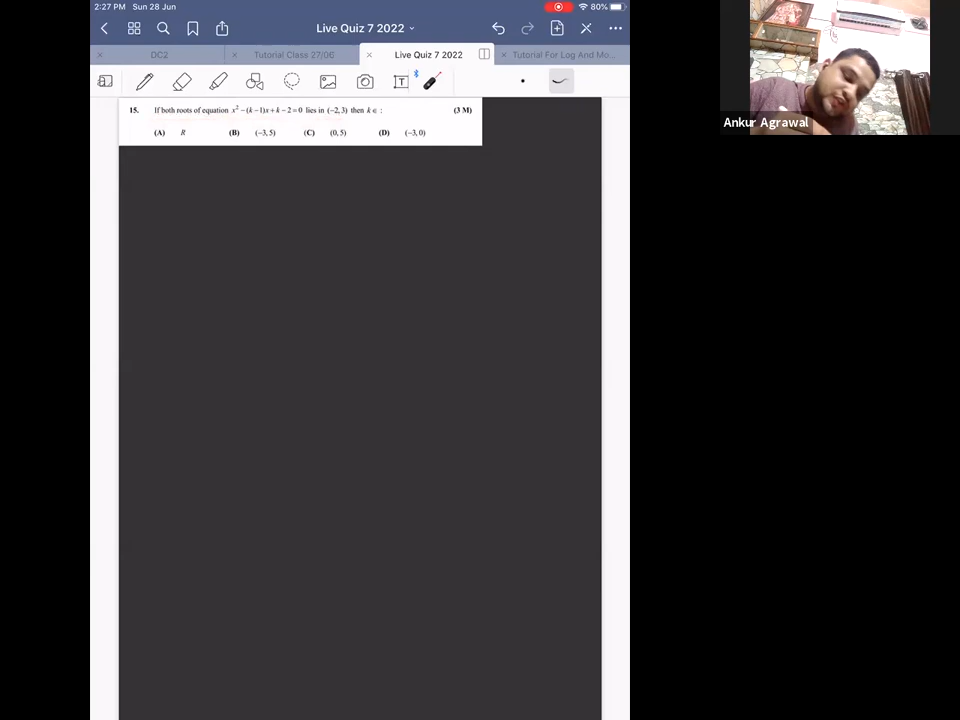 2:27 PM Sun 28 Jun
80%
Live Quiz 7 2022
DC2
Tutorial Class 27/06
Live Quiz 7 2022
Tutorial For Log And Mo...
T
15. If both roots of equation x² − (k − 1)x + k − 2 = 0 lies in (−2, 3) then k ∈ : (3 M)
(A) R (B) (−3, 5) (C) (0, 5) (D) (−3, 0)
Ankur Agrawal